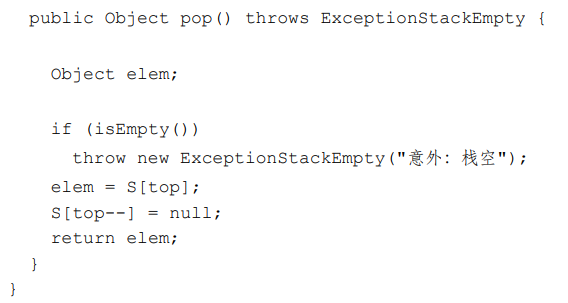 public Object pop() throws ExceptionStackEmpty {
Object elem;
if (isEmpty())
throw new ExceptionStackEmpty("意外：栈空");
elem = S[top];
S[top--] = null;
return elem;
}
}